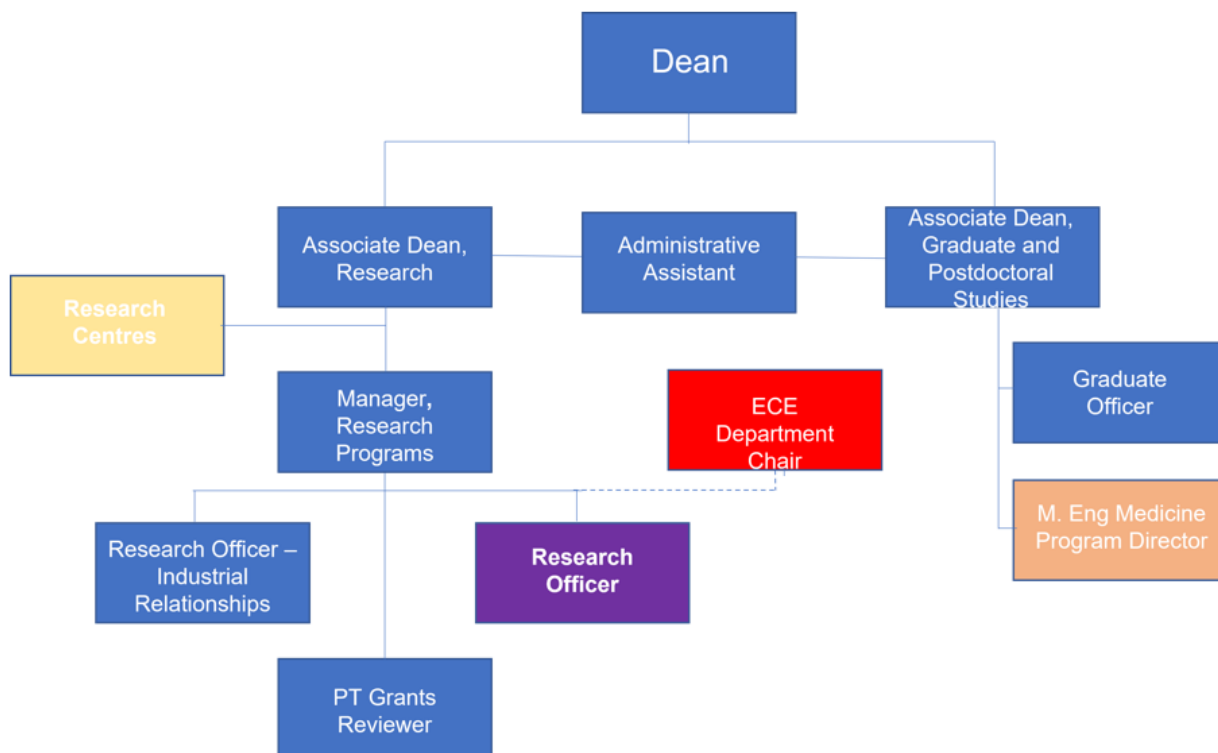 Dean
Associate Dean,
Research
Administrative
Assistant
Associate Dean,
Graduate and
Postdoctoral
Studies
Research
Centres
Manager,
Research
Programs
ECE
Department
Chair
Graduate
Officer
Research Officer –
Industrial
Relationships
Research
Officer
M. Eng Medicine
Program Director
PT Grants
Reviewer